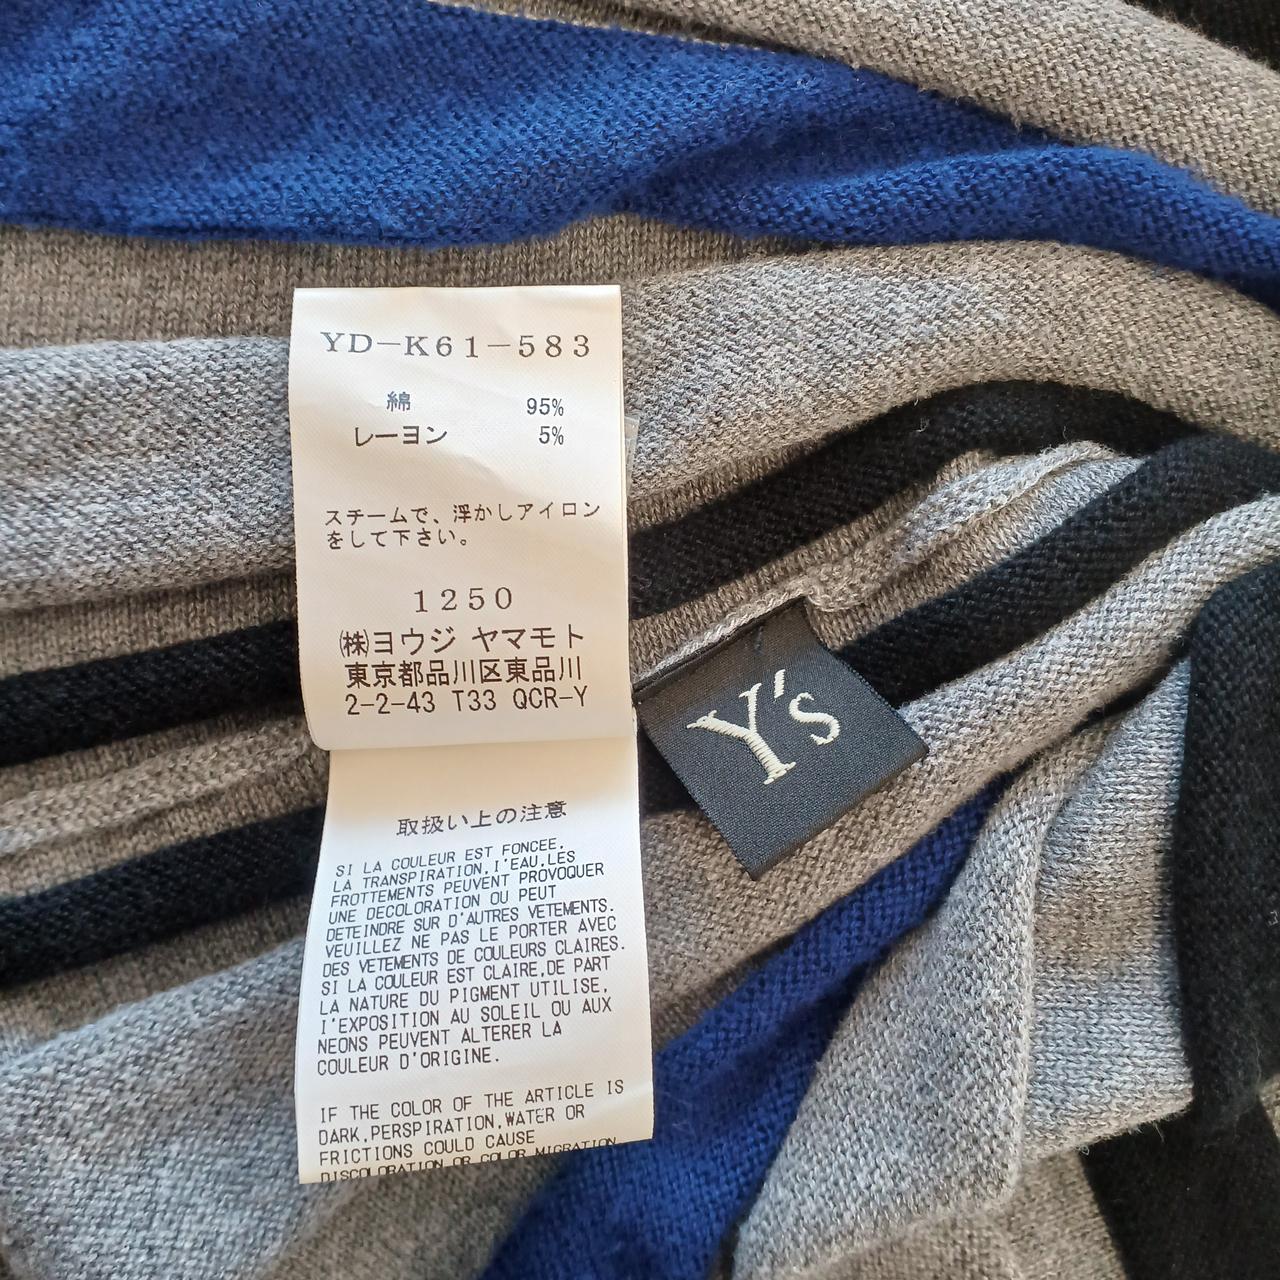 YD-K61-583
綿 95%
レーヨン 5%
スチームで、浮かしアイロン
をして下さい。
1250
㈱ヨウジ ヤマモト
東京都品川区東品川
2-2-43 T33 QCR-Y
Y's
取扱い上の注意
SI LA COULEUR EST FONCEE,
LA TRANSPIRATION,I'EAU,LES
FROTTEMENTS PEUVENT PROVOQUER
UNE DECOLORATION OU PEUT
DETEINDRE SUR D'AUTRES VETEMENTS.
VEUILLEZ NE PAS LE PORTER AVEC
DES VETEMENTS DE COULEURS CLAIRES.
SI LA COULEUR EST CLAIRE,DE PART
LA NATURE DU PIGMENT UTILISE,
I'EXPOSITION AU SOLEIL OU AUX
NEONS PEUVENT ALTERER LA
COULEUR D'ORIGINE.
IF THE COLOR OF THE ARTICLE IS
DARK,PERSPIRATION,WATER OR
FRICTIONS COULD CAUSE
DISCOLORATION OR COLOR MIGRATION